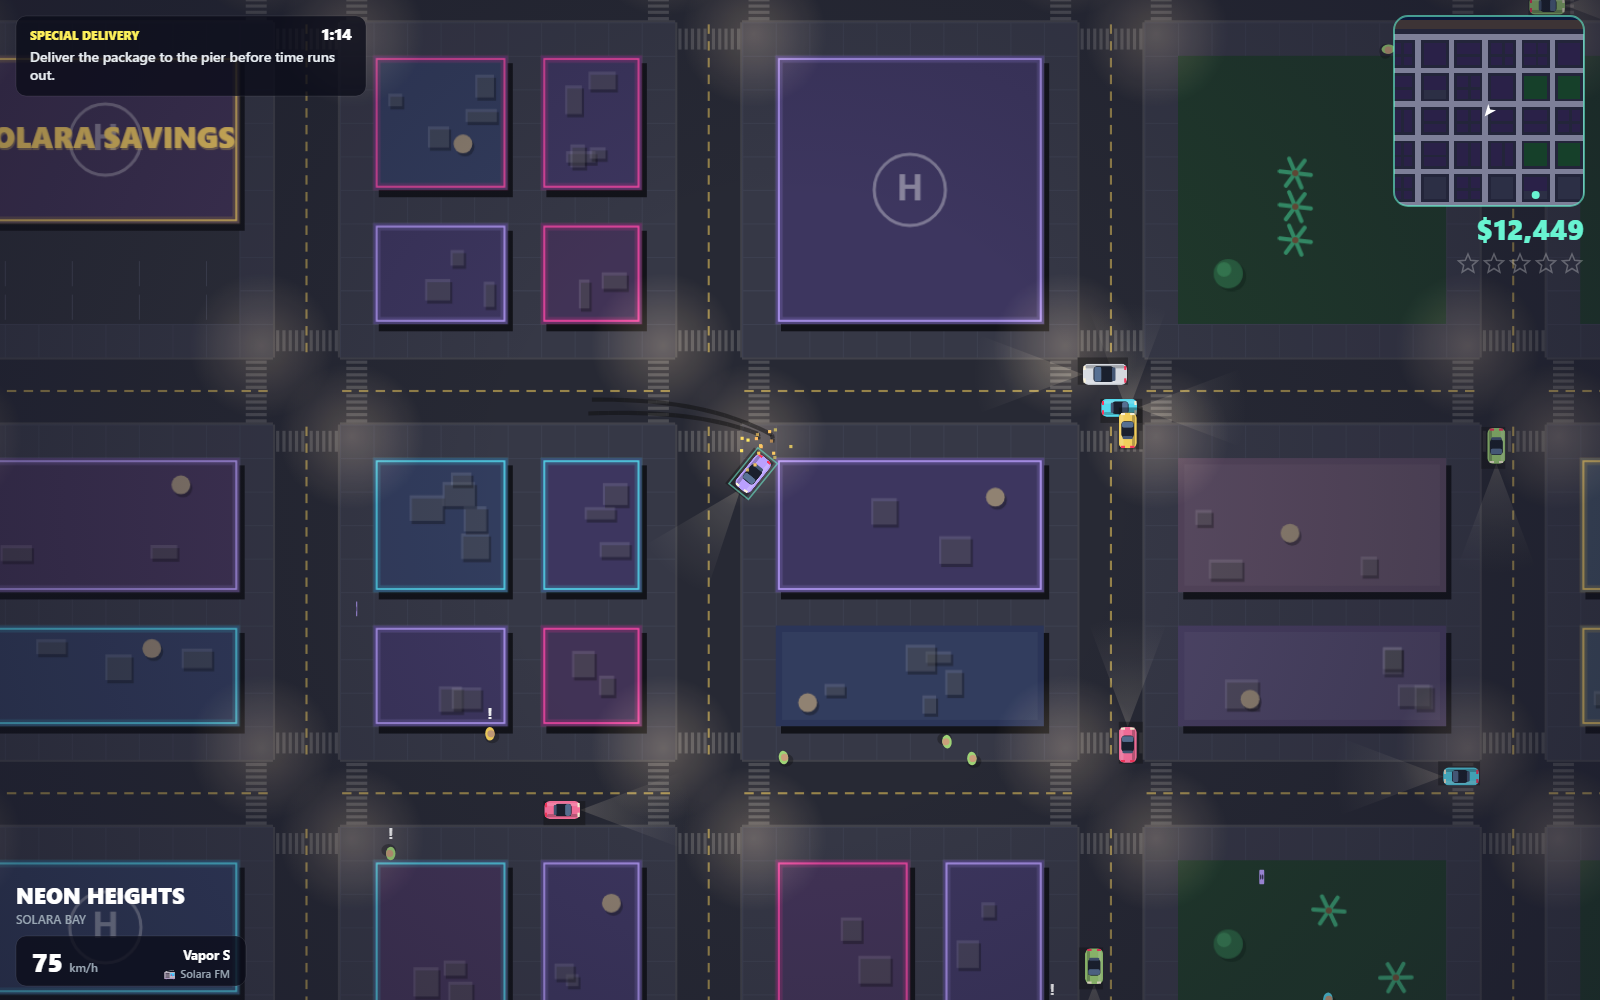 SPECIAL DELIVERY 1:14
Deliver the package to the pier before time runs
out.
OLARA SAVINGS
H
H
$12,449
!
!
!
NEON HEIGHTS
SOLARA BAY
H
75 km/h
Vapor S
Solara FM